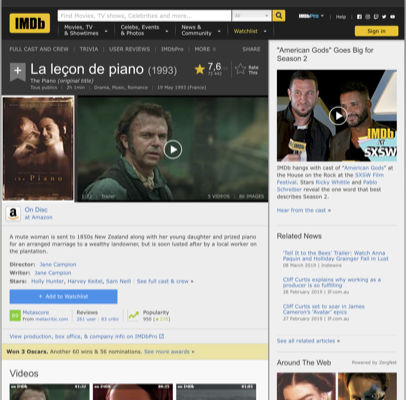 IMDb
Find Movies, TV shows, Celebrities and more...
All
IMDbPro
Help
Movies, TV & Showtimes
Celebs, Events & Photos
News & Community
Watchlist
Sign in
FULL CAST AND CREW | TRIVIA | USER REVIEWS | IMDbPro | MORE
SHARE
La leçon de piano (1993)
The Piano (original title)
Tous publics | 2h 1min | Drama, Music, Romance | 19 May 1993 (France)
7,6
Rate This
The Piano
Trailer
3 VIDEOS | 86 IMAGES
On Disc
at Amazon
A mute woman is sent to 1850s New Zealand along with her young daughter and prized piano
for an arranged marriage to a wealthy landowner, but is soon lusted after by a local worker on
the plantation.
Director: Jane Campion
Writer: Jane Campion
Stars: Holly Hunter, Harvey Keitel, Sam Neill | See full cast & crew »
+ Add to Watchlist
Metascore
From metacritic.com
Reviews
261 user | 83 critic
Popularity
View production, box office, & company info on IMDbPro
Won 3 Oscars. Another 60 wins & 56 nominations. See more awards »
Videos
"American Gods" Goes Big for
Season 2
IMDb
at
SXSW
IMDb hangs with cast of "American Gods" at
the House on the Rock at the SXSW Film
Festival. Stars Ricky Whittle and Pablo
Schreiber reveal the one word that best
describes Season 2.
Hear from the cast »
Related News
'Tell It to the Bees' Trailer: Watch Anna
Paquin and Holliday Grainger Fall in Lust
08 March 2019 | Indiewire
Cliff Curtis explains why working as a
producer is so fulfilling
28 February 2019 |
Cliff Curtis set to soar in James
Cameron's 'Avatar' epics
27 February 2019 |
See all related articles »
Around The Web
Powered by ZergNet